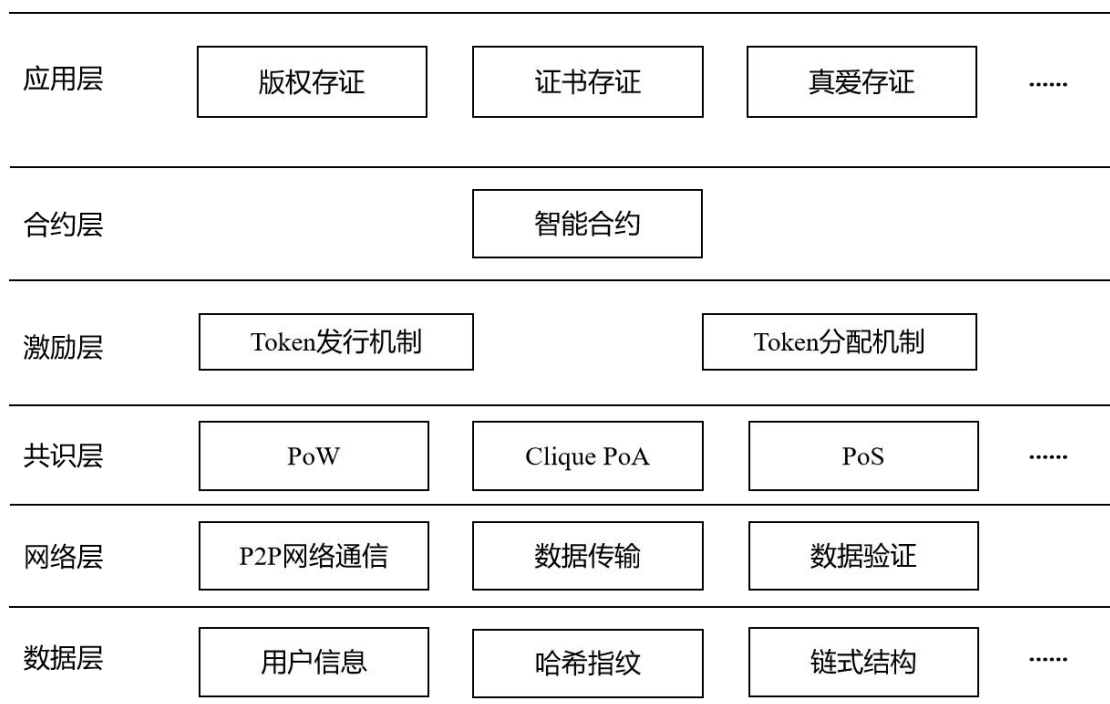 应用层 版权存证 证书存证 真爱存证 ......
合约层 智能合约
激励层 Token发行机制 Token分配机制
共识层 PoW Clique PoA PoS ......
网络层 P2P网络通信 数据传输 数据验证
数据层 用户信息 哈希指纹 链式结构 ......